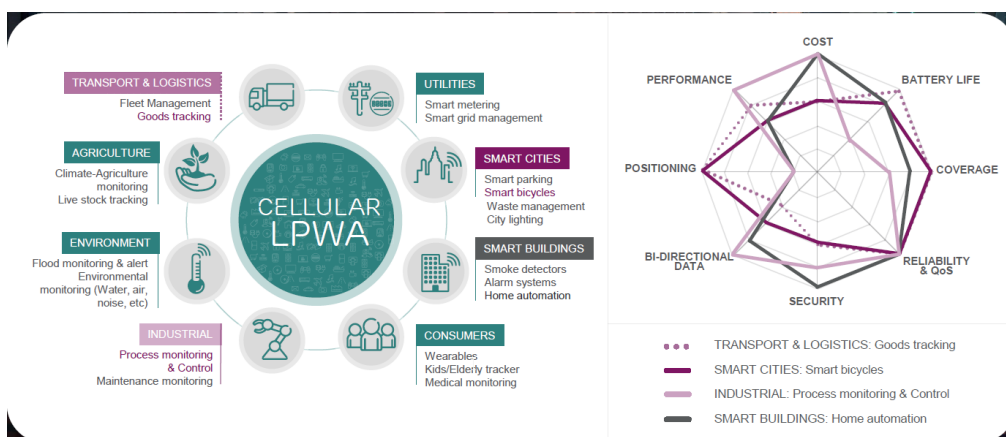 TRANSPORT & LOGISTICS
Fleet Management
Goods tracking
AGRICULTURE
Climate-Agriculture
monitoring
Live stock tracking
ENVIRONMENT
Flood monitoring & alert
Environmental
monitoring (Water, air,
noise, etc)
INDUSTRIAL
Process monitoring
& Control
Maintenance monitoring
CELLULAR
LPWA
UTILITIES
Smart metering
Smart grid management
SMART CITIES
Smart parking
Smart bicycles
Waste management
City lighting
SMART BUILDINGS
Smoke detectors
Alarm systems
Home automation
CONSUMERS
Wearables
Kids/Elderly tracker
Medical monitoring
COST
PERFORMANCE
BATTERY LIFE
POSITIONING
COVERAGE
BI-DIRECTIONAL
DATA
RELIABILITY
& QoS
SECURITY
TRANSPORT & LOGISTICS: Goods tracking
SMART CITIES: Smart bicycles
INDUSTRIAL: Process monitoring & Control
SMART BUILDINGS: Home automation